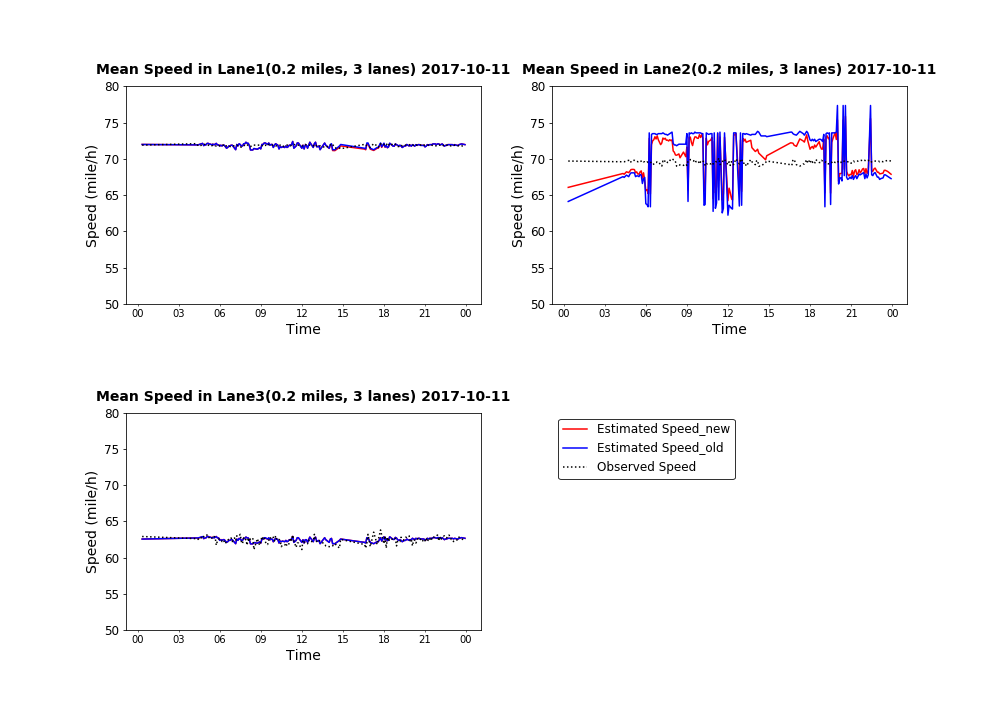 Mean Speed in Lane1(0.2 miles, 3 lanes) 2017-10-11
80
75
70
65
60
55
50
Speed (mile/h)
00 03 06 09 12 15 18 21 00
Time
Mean Speed in Lane2(0.2 miles, 3 lanes) 2017-10-11
80
75
70
65
60
55
50
Speed (mile/h)
00 03 06 09 12 15 18 21 00
Time
Mean Speed in Lane3(0.2 miles, 3 lanes) 2017-10-11
80
75
70
65
60
55
50
Speed (mile/h)
00 03 06 09 12 15 18 21 00
Time
Estimated Speed_new
Estimated Speed_old
Observed Speed